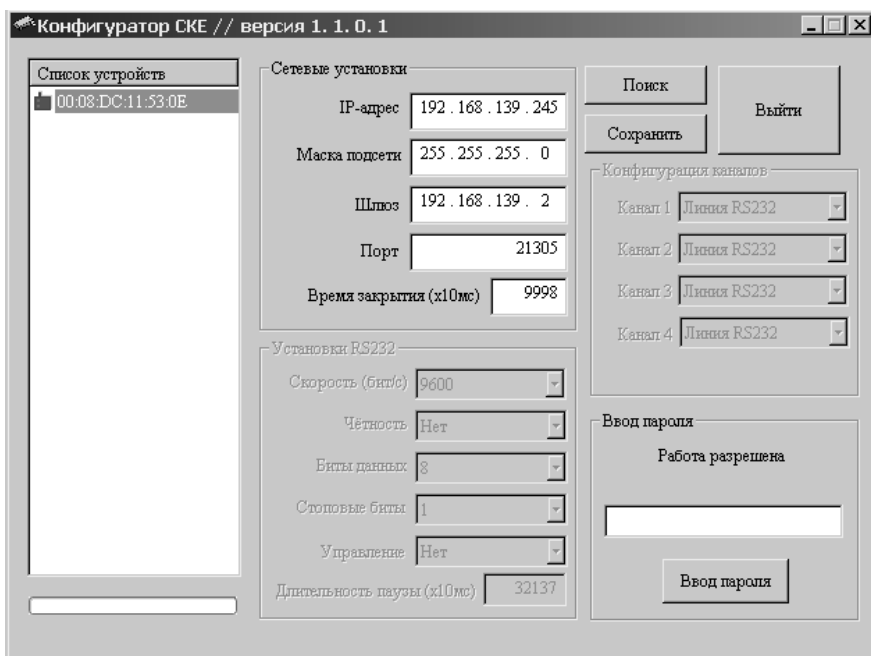 Конфигуратор СКЕ // версия 1. 1. 0. 1
Список устройств
00:08:DC:11:53:0E
Сетевые установки
IP-адрес 192 . 168 . 139 . 245
Маска подсети 255 . 255 . 255 . 0
Шлюз 192 . 168 . 139 . 2
Порт 21305
Время закрытия (x10мс) 9998
Установки RS232
Скорость (бит/с) 9600
Чётность Нет
Биты данных 8
Стоповые биты 1
Управление Нет
Длительность паузы (x10мс) 32137
Поиск
Сохранить
Выйти
Конфигурация каналов
Канал 1 Линия RS232
Канал 2 Линия RS232
Канал 3 Линия RS232
Канал 4 Линия RS232
Ввод пароля
Работа разрешена
Ввод пароля